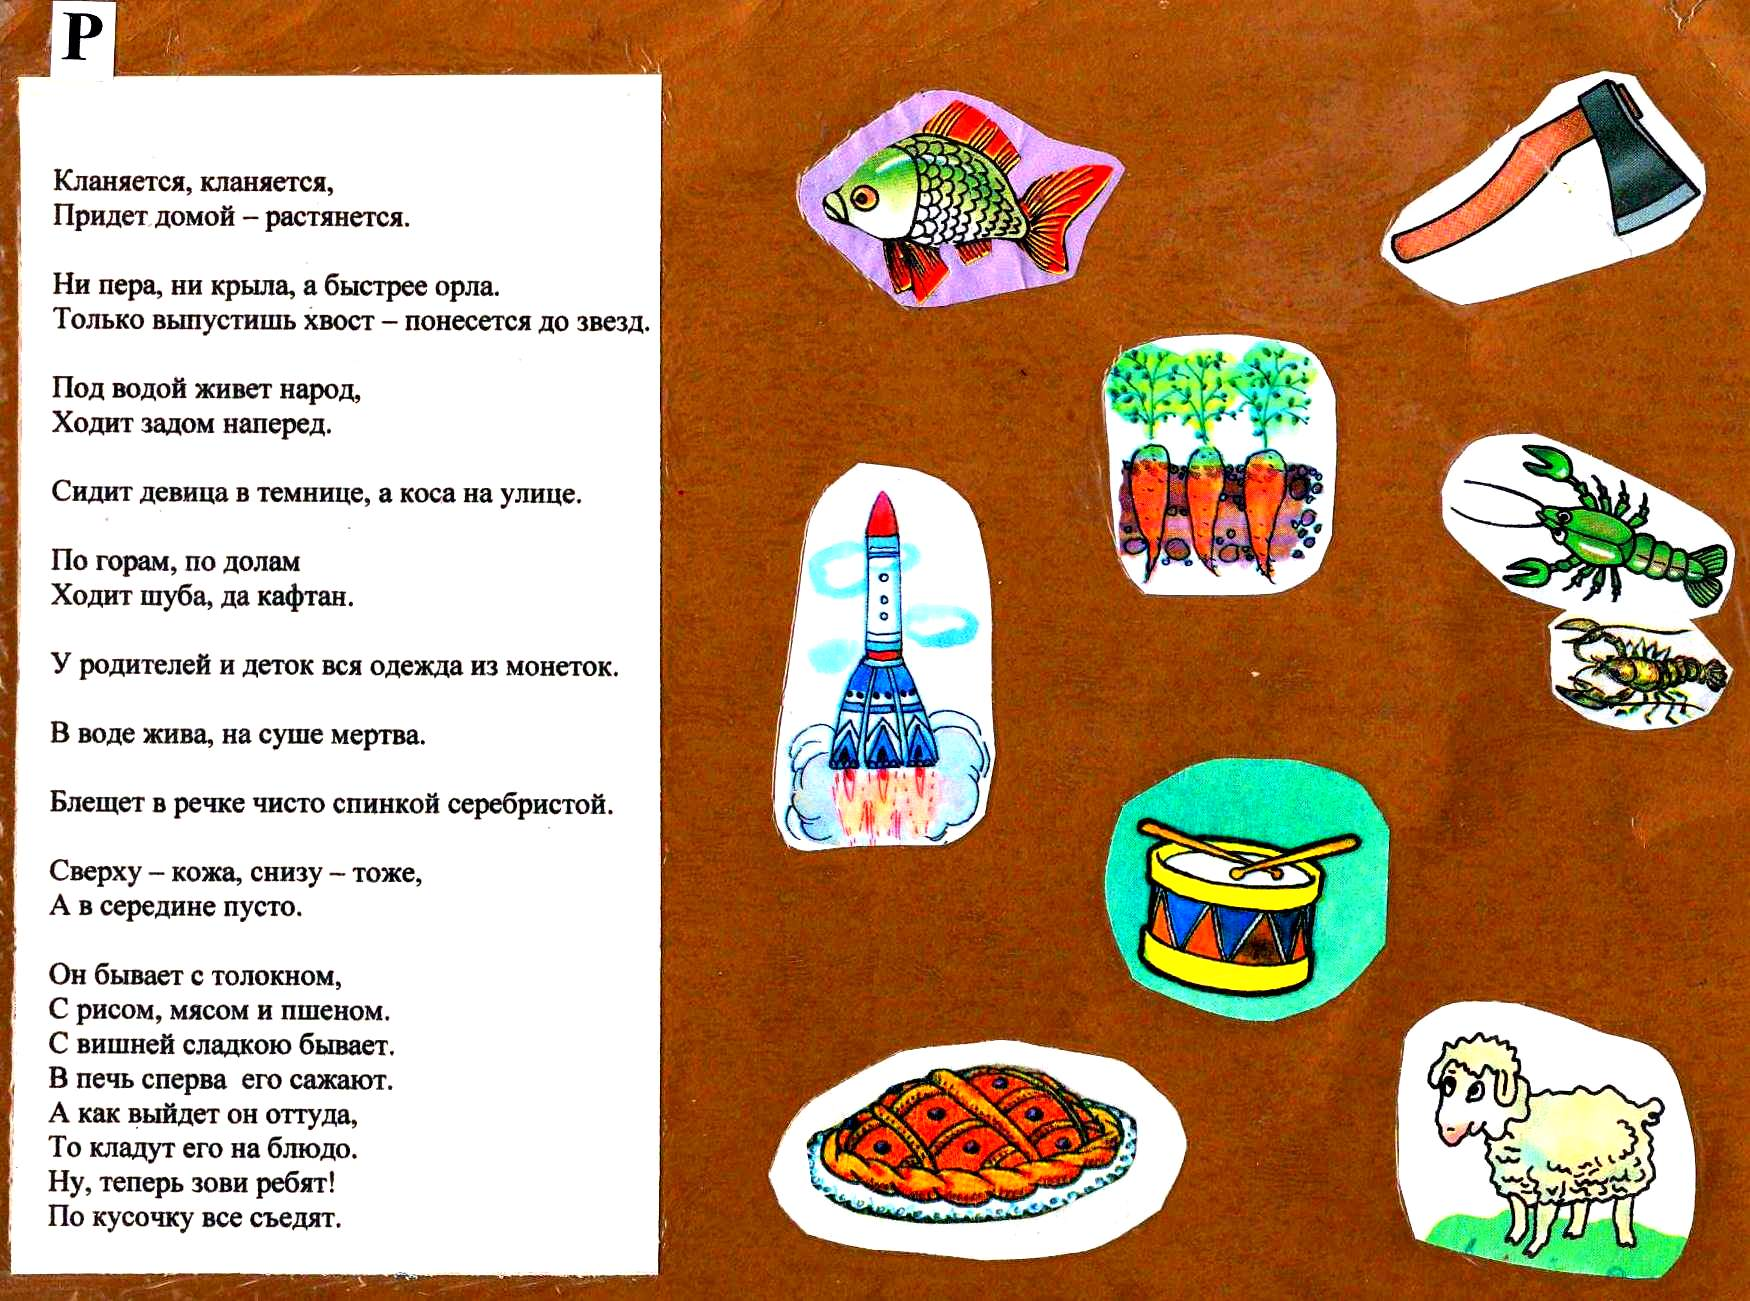 Р
Кланяется, кланяется,
Придет домой – растянется.
Ни пера, ни крыла, а быстрее орла.
Только выпустишь хвост – понесется до звезд.
Под водой живет народ,
Ходит задом наперед.
Сидит девица в темнице, а коса на улице.
По горам, по долам
Ходит шуба, да кафтан.
У родителей и деток вся одежда из монеток.
В воде жива, на суше мертва.
Блещет в речке чисто спинкой серебристой.
Сверху – кожа, снизу – тоже,
А в середине пусто.
Он бывает с толокном,
С рисом, мясом и пшеном.
С вишней сладкою бывает.
В печь сперва его сажают.
А как выйдет он оттуда,
То кладут его на блюдо.
Ну, теперь зови ребят!
По кусочку все съедят.